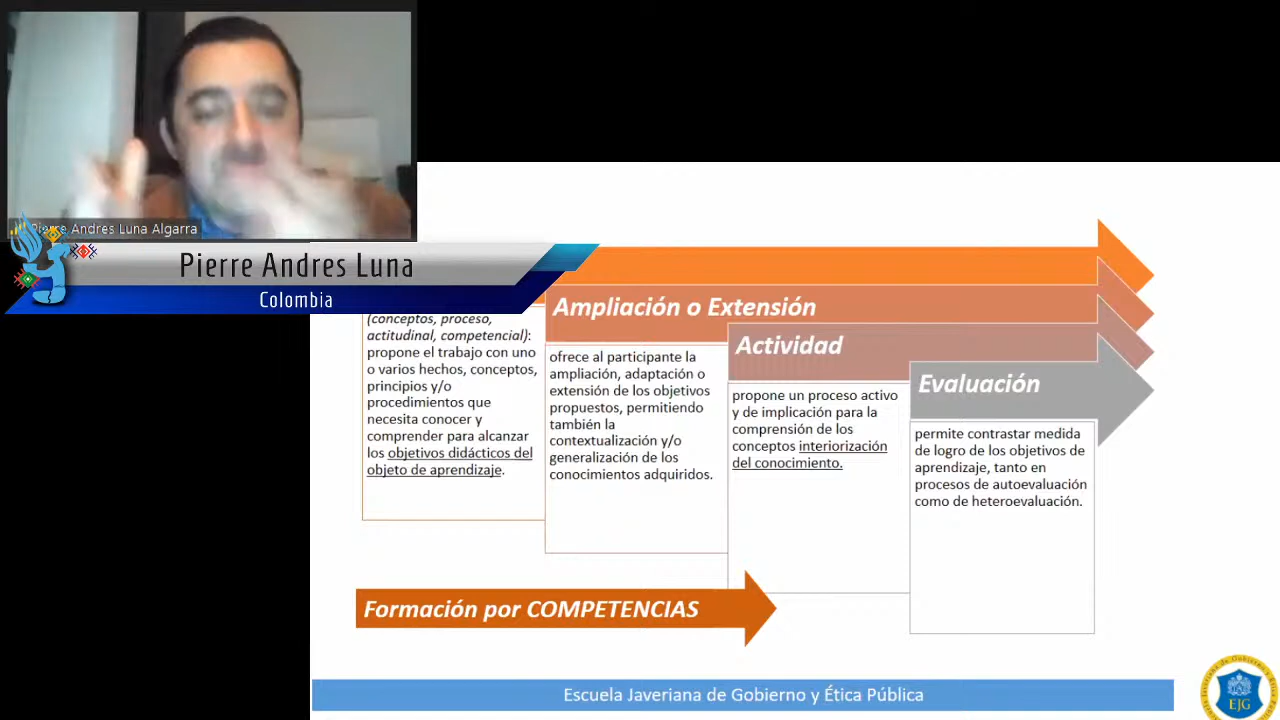 Pierre Andres Luna Algarra
Pierre Andres Luna
Colombia
(conceptos, proceso,
actitudinal, competencial):
propone el trabajo con uno
o varios hechos, conceptos,
principios y/o
procedimientos que
necesita conocer y
comprender para alcanzar
los objetivos didácticos del
objeto de aprendizaje.
Ampliación o Extensión
ofrece al participante la
ampliación, adaptación o
extensión de los objetivos
propuestos, permitiendo
también la
contextualización y/o
generalización de los
conocimientos adquiridos.
Actividad
propone un proceso activo
y de implicación para la
comprensión de los
conceptos interiorización
del conocimiento.
Evaluación
permite contrastar medida
de logro de los objetivos de
aprendizaje, tanto en
procesos de autoevaluación
como de heteroevaluación.
Formación por COMPETENCIAS
Escuela Javeriana de Gobierno y Ética Pública
EJG